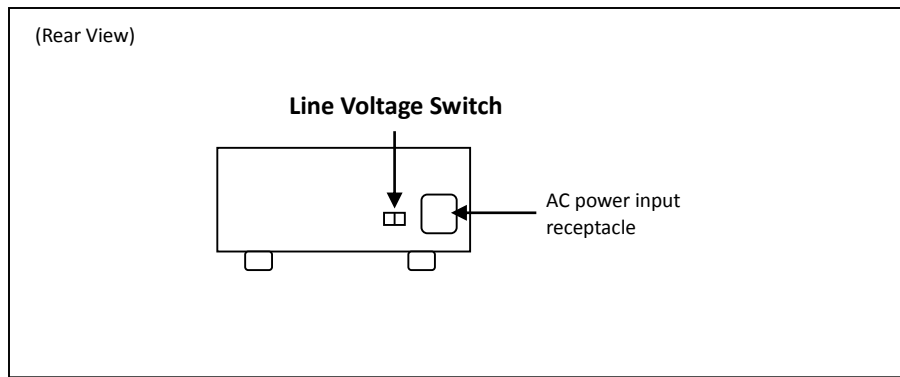 (Rear View)
Line Voltage Switch
AC power input
receptacle